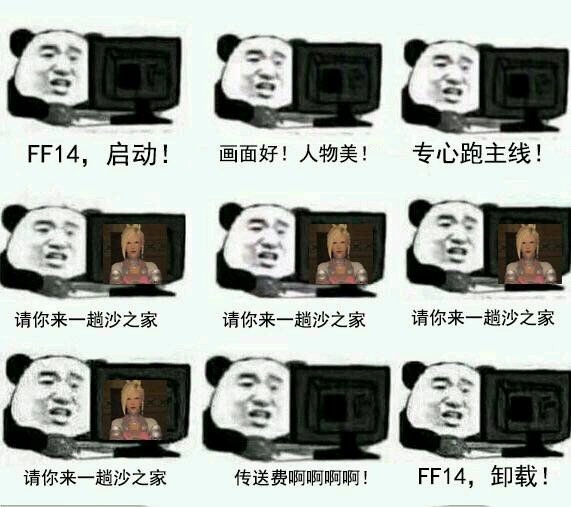 FF14，启动！
画面好！人物美！
专心跑主线！
请你来一趟沙之家
请你来一趟沙之家
请你来一趟沙之家
请你来一趟沙之家
传送费啊啊啊啊！
FF14，卸载！